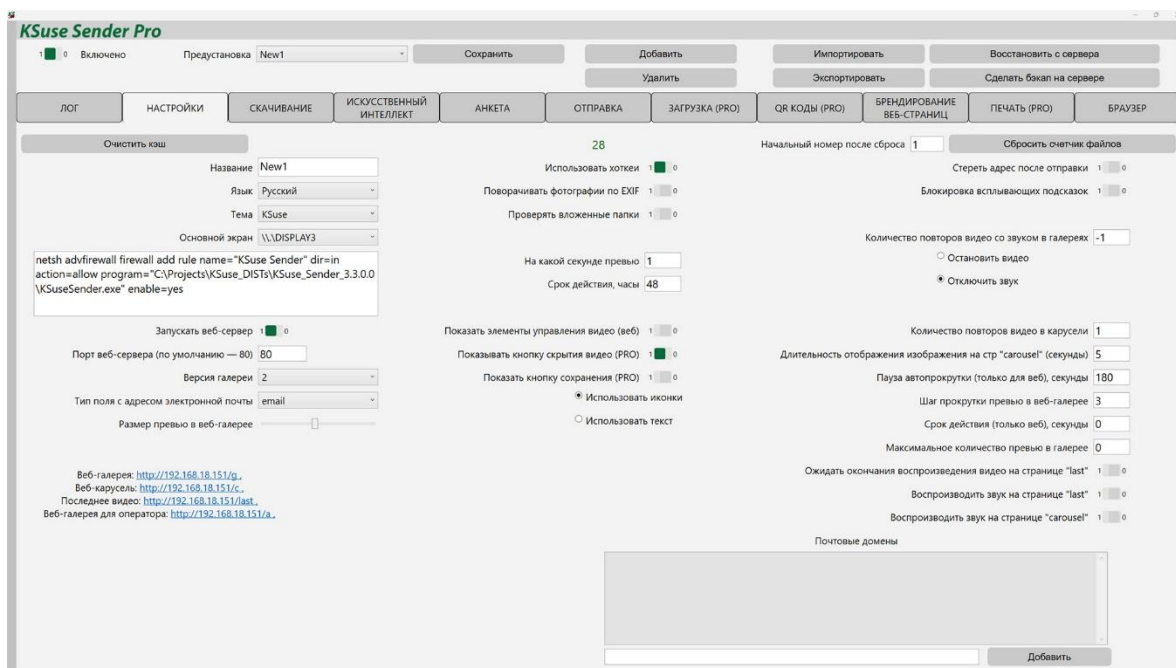 KSuse Sender Pro
1 0 Включено Предустановка New1 Сохранить Добавить Импортировать Восстановить с сервера
Удалить Экспортировать Сделать бэкап на сервере
ЛОГ НАСТРОЙКИ СКАЧИВАНИЕ ИСКУССТВЕННЫЙ ИНТЕЛЛЕКТ АНКЕТА ОТПРАВКА ЗАГРУЗКА (PRO) QR КОДЫ (PRO) БРЕНДИРОВАНИЕ ВЕБ-СТРАНИЦ ПЕЧАТЬ (PRO) БРАУЗЕР
Очистить кэш 28 Начальный номер после сброса 1 Сбросить счетчик файлов
Название New1 Использовать хоткеи 1 0 Стереть адрес после отправки 1 0
Язык Русский Поворачивать фотографии по EXIF 1 0 Блокировка всплывающих подсказок 1 0
Тема KSuse Проверять вложенные папки 1 0
Основной экран \\.\DISPLAY3 Количество повторов видео со звуком в галереях -1
netsh advfirewall firewall add rule name="KSuse Sender" dir=in
action=allow program="C:\Projects\KSuse_DISTs\KSuse_Sender_3.3.0.0
\KSuseSender.exe" enable=yes
На какой секунде превью 1 Остановить видео
Срок действия, часы 48 Отключить звук
Запускать веб-сервер 1 0 Показать элементы управления видео (веб) 1 0 Количество повторов видео в карусели 1
Порт веб-сервера (по умолчанию — 80) 80 Показывать кнопку скрытия видео (PRO) 1 0 Длительность отображения изображения на стр "carousel" (секунды) 5
Версия галереи 2 Показать кнопку сохранения (PRO) 1 0 Пауза автопрокрутки (только для веб), секунды 180
Тип поля с адресом электронной почты email Использовать иконки Шаг прокрутки превью в веб-галерее 3
Размер превью в веб-галерее Использовать текст Срок действия (только веб), секунды 0
Максимальное количество превью в галерее 0
Веб-галерея: http://192.168.18.151/g , Ожидать окончания воспроизведения видео на странице "last" 1 0
Веб-карусель: http://192.168.18.151/c ,
Последнее видео: http://192.168.18.151/last , Воспроизводить звук на странице "last" 1 0
Веб-галерея для оператора: http://192.168.18.151/a , Воспроизводить звук на странице "carousel" 1 0
Почтовые домены
Добавить